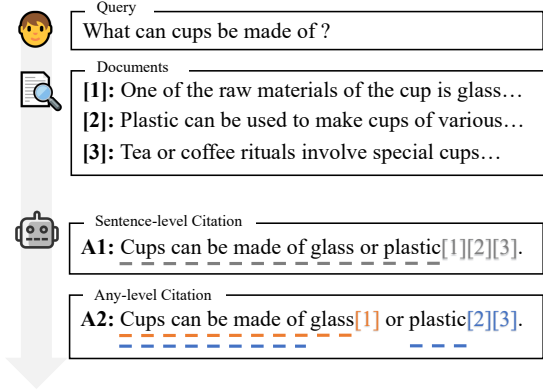 Query
What can cups be made of ?
Documents
[1]: One of the raw materials of the cup is glass…
[2]: Plastic can be used to make cups of various…
[3]: Tea or coffee rituals involve special cups…
Sentence-level Citation
A1: Cups can be made of glass or plastic[1][2][3].
Any-level Citation
A2: Cups can be made of glass[1] or plastic[2][3].